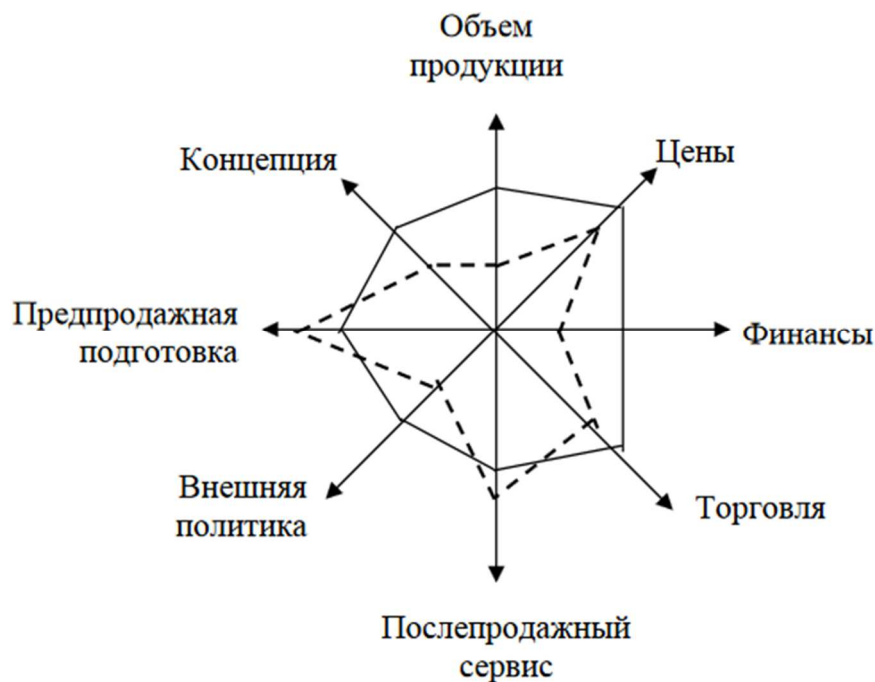 Объем
продукции
Цены
Концепция
Предпродажная
подготовка
Финансы
Внешняя
политика
Торговля
Послепродажный
сервис